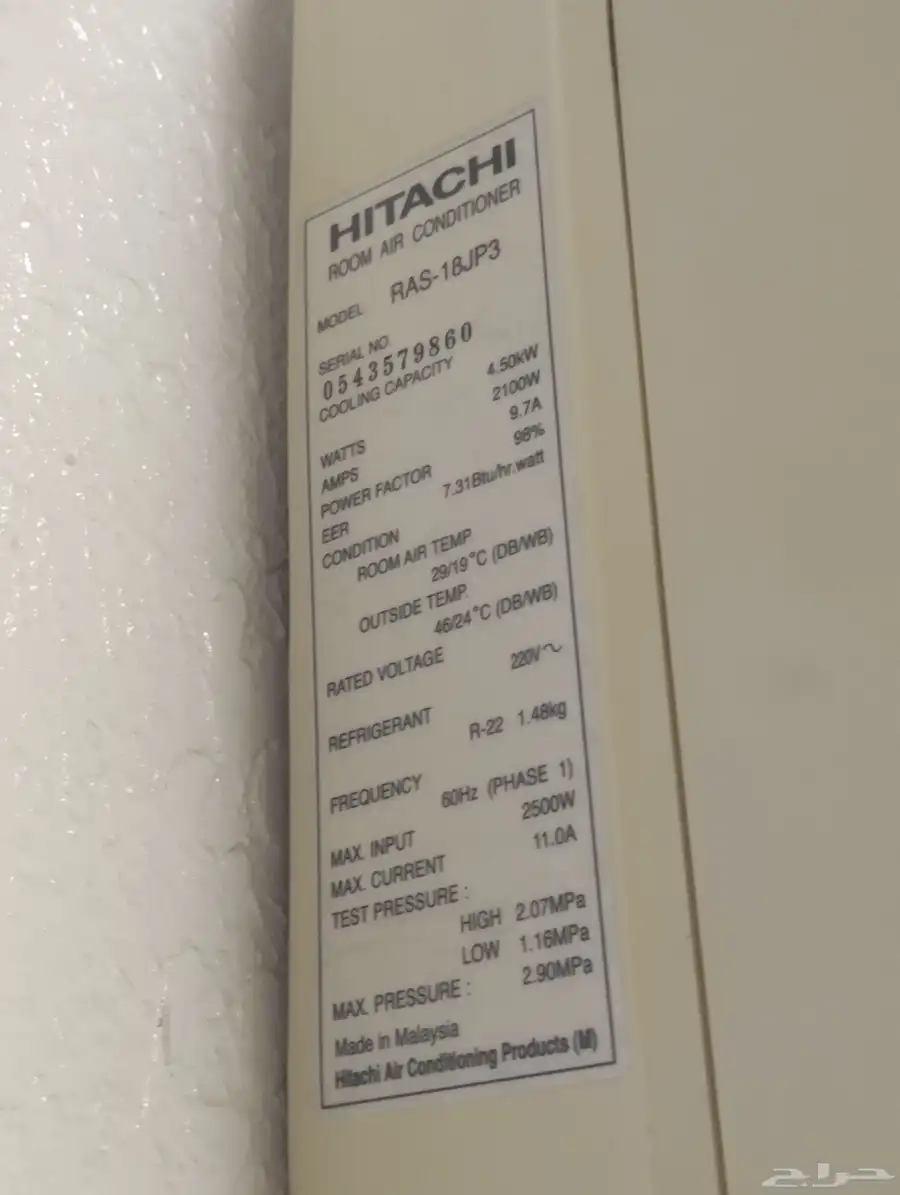 HITACHI
ROOM AIR CONDITIONER
MODEL RAS-18JP3
SERIAL NO.
0543579860
COOLING CAPACITY 4.50kW
WATTS 2100W
AMPS 9.7A
POWER FACTOR 98%
EER 7.31Btu/hr.watt
CONDITION
ROOM AIR TEMP.
29/19°C (DB/WB)
OUTSIDE TEMP.
46/24°C (DB/WB)
RATED VOLTAGE 220V～
REFRIGERANT R-22 1.48kg
FREQUENCY 60Hz (PHASE 1)
MAX. INPUT 2500W
MAX. CURRENT 11.0A
TEST PRESSURE :
HIGH 2.07MPa
LOW 1.16MPa
MAX. PRESSURE : 2.90MPa
Made in Malaysia
Hitachi Air Conditioning Products (M)
حراج